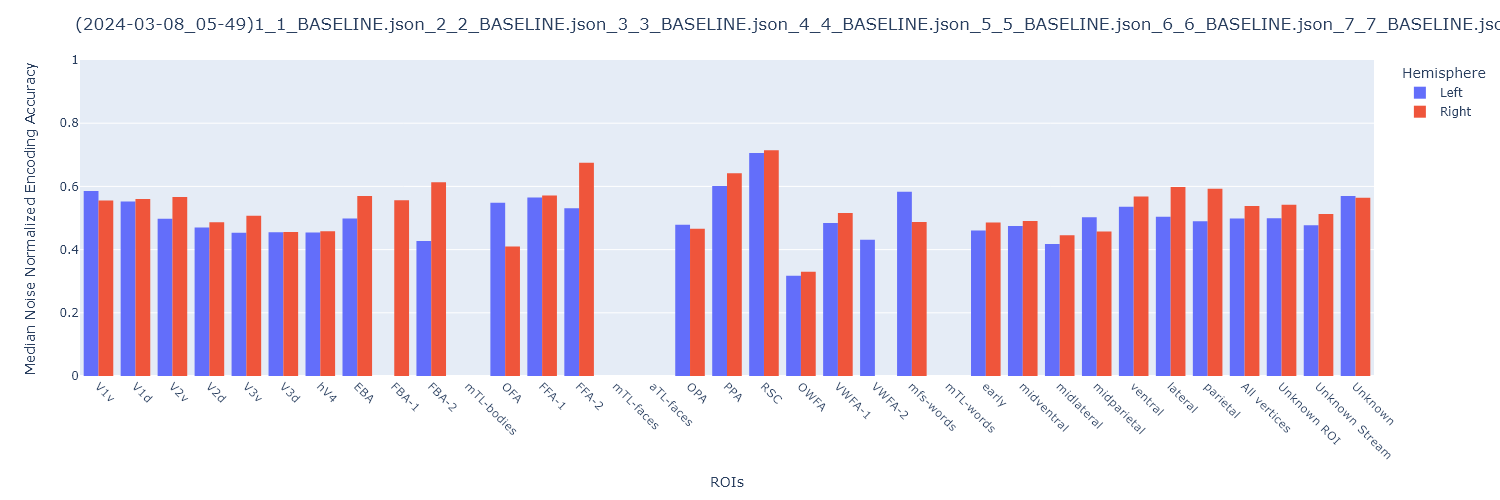 (2024-03-08_05-49)1_1_BASELINE.json_2_2_BASELINE.json_3_3_BASELINE.json_4_4_BASELINE.json_5_5_BASELINE.json_6_6_BASELINE.json_7_7_BASELINE.jsc
Median Noise Normalized Encoding Accuracy
1
0.8
0.6
0.4
0.2
0
V1v
V1d
V2v
V2d
V3v
V3d
hV4
EBA
FBA-1
FBA-2
mTL-bodies
OFA
FFA-1
FFA-2
mTL-faces
aTL-faces
OPA
PPA
RSC
OWFA
VWFA-1
VWFA-2
mfs-words
mTL-words
early
midventral
midlateral
midparietal
ventral
lateral
parietal
All vertices
Unknown ROI
Unknown Stream
Unknown
ROIs
Hemisphere
Left
Right